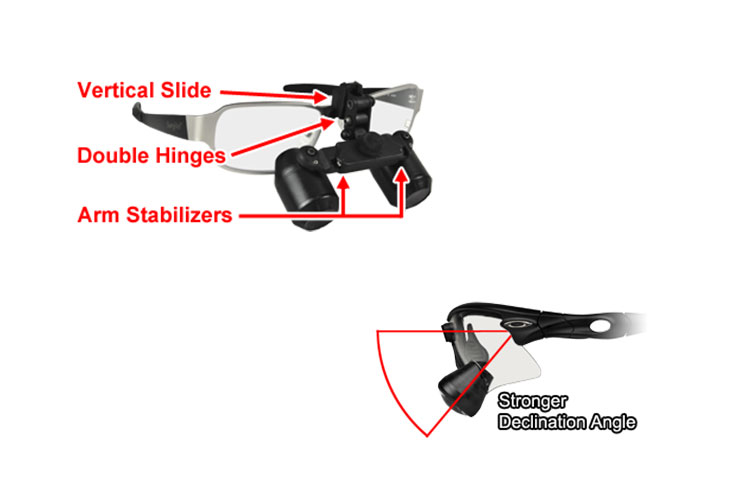 Vertical Slide
Double Hinges
Arm Stabilizers
Stronger
Declination Angle